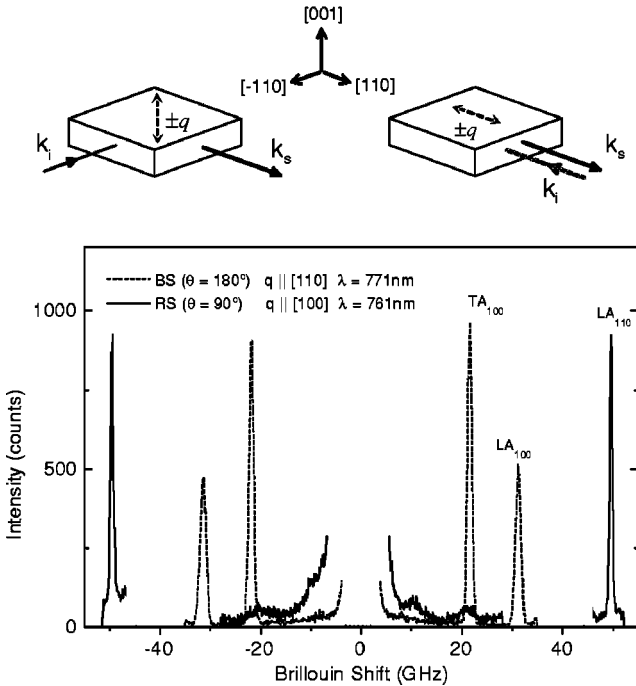 [001]
[-110] [110]
±q ±q
k_i k_s k_s
k_i
BS (θ = 180°) q || [110] λ = 771nm
RS (θ = 90°) q || [100] λ = 761nm
TA_100 LA_110
LA_100
1000
500
0
Intensity (counts)
-40 -20 0 20 40
Brillouin Shift (GHz)